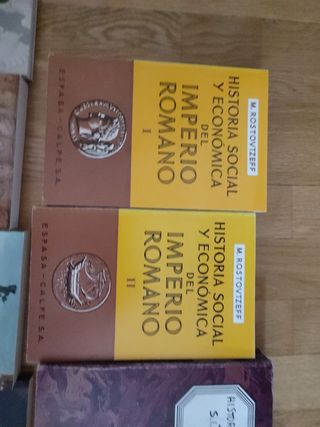 M. ROSTOVTZEFF
HISTORIA SOCIAL
Y ECONÓMICA
DEL
IMPERIO
ROMANO
I
ESPASA-CALPE S.A.
M. ROSTOVTZEFF
HISTORIA SOCIAL
Y ECONÓMICA
DEL
IMPERIO
ROMANO
II
ESPASA-CALPE S.A.